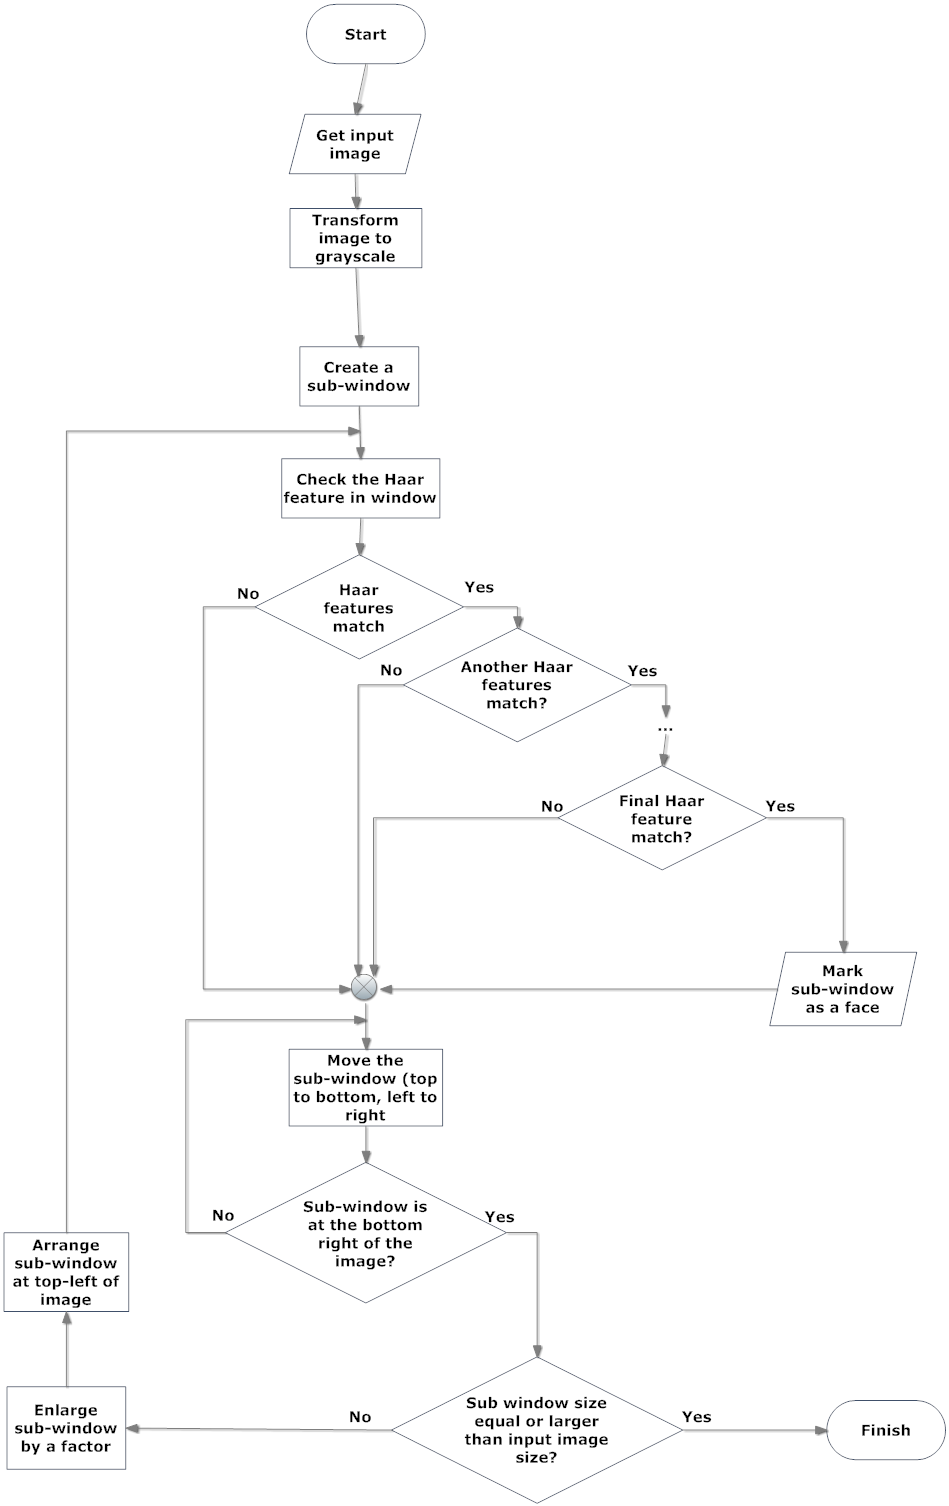 Start
Get input
image
Transform
image to
grayscale
Create a
sub-window
Check the Haar
feature in window
No
Haar
features
match
Yes
No
Another Haar
features
match?
Yes
...
No
Final Haar
feature
match?
Yes
Mark
sub-window
as a face
Move the
sub-window (top
to bottom, left to
right
No
Sub-window is
at the bottom
right of the
image?
Yes
Arrange
sub-window
at top-left of
image
Enlarge
sub-window
by a factor
No
Sub window size
equal or larger
than input image
size?
Yes
Finish